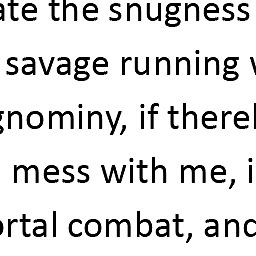 ate the snugness
savage running
gnominy, if there
mess with me, i
ortal combat, and